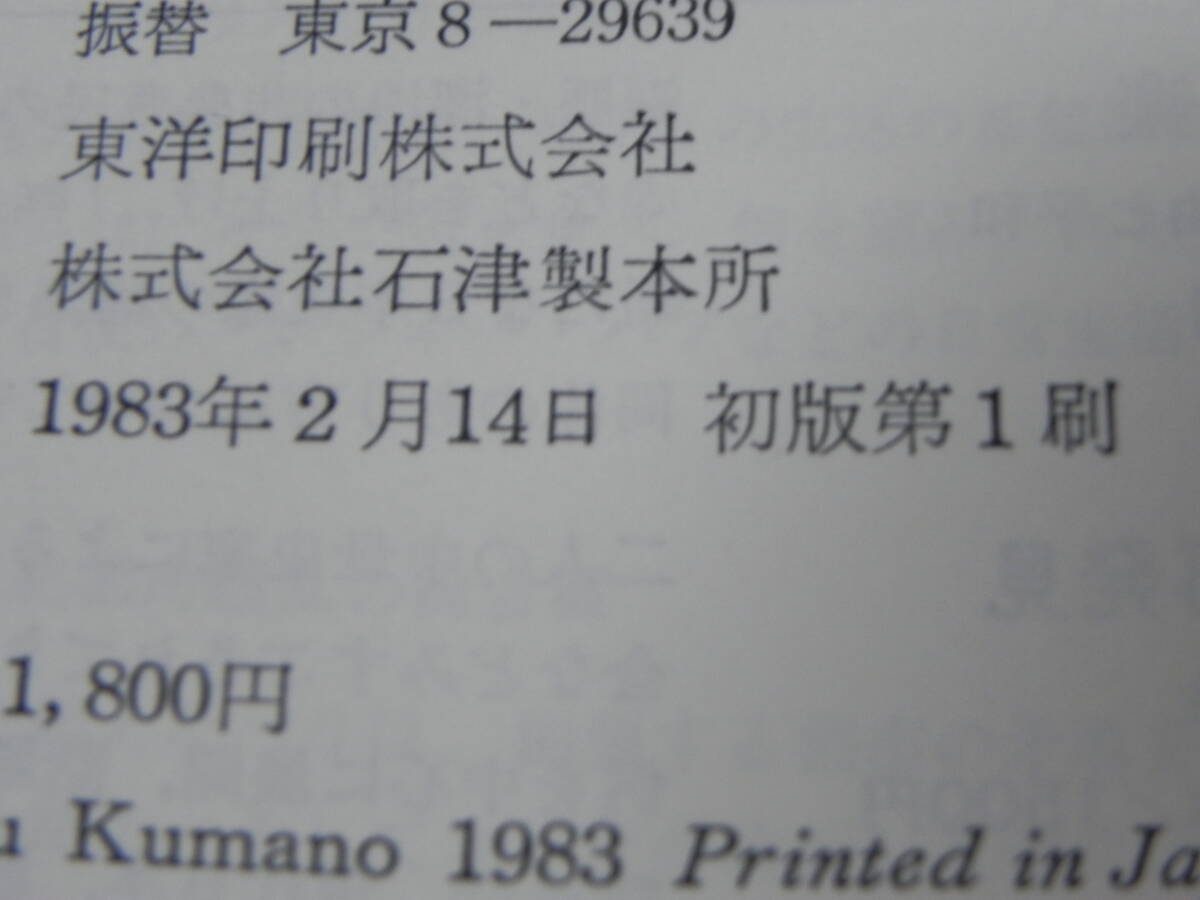 振替 東京8—29639
東洋印刷株式会社
株式会社石津製本所
1983年2月14日 初版第1刷
1,800円
u Kumano 1983 Printed in Ja